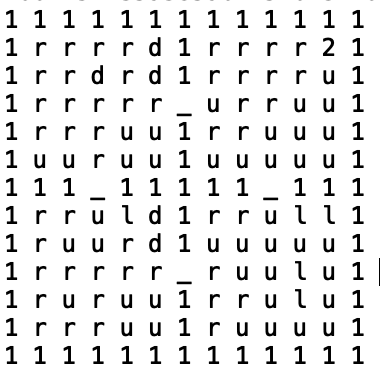 1 1 1 1 1 1 1 1 1 1 1 1 1
1 r r r r d 1 r r r r 2 1
1 r r d r d 1 r r r r u 1
1 r r r r r _ u r r u u 1
1 r r r u u 1 r r u u u 1
1 u u r u u 1 u u u u u 1
1 1 1 _ 1 1 1 1 1 _ 1 1 1
1 r r u l d 1 r r u l l 1
1 r u u r d 1 u u u u u 1
1 r r r r r _ r u u l u 1
1 r u r u u 1 r r u l u 1
1 r r r u u 1 r u u u u 1
1 1 1 1 1 1 1 1 1 1 1 1 1